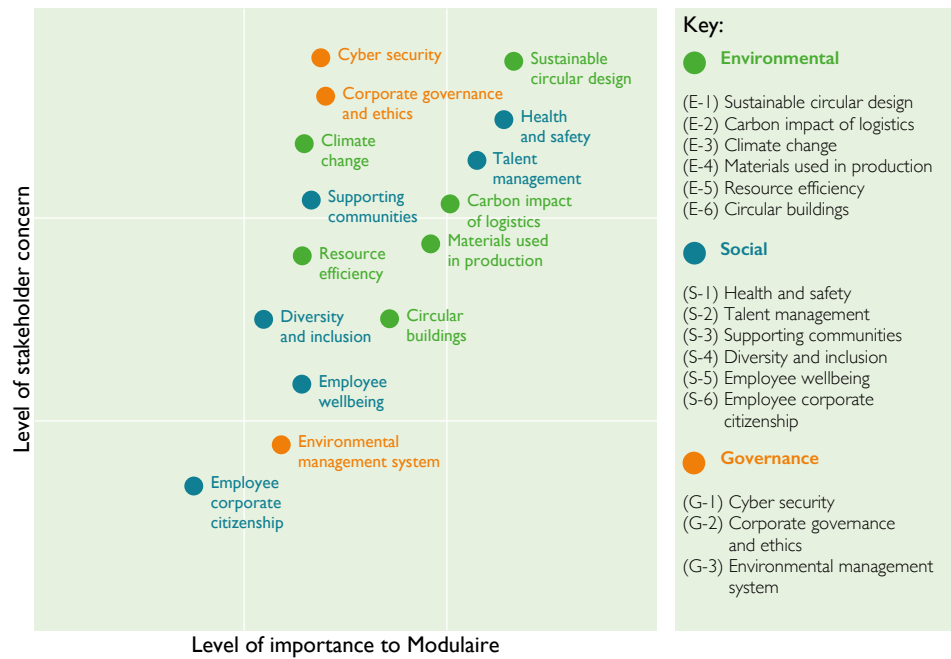 Level of stakeholder concern
Cyber security
Sustainable
circular design
Corporate governance
and ethics
Health
and safety
Climate
change
Talent
management
Supporting
communities
Carbon impact
of logistics
Materials used
in production
Resource
efficiency
Diversity
and inclusion
Circular
buildings
Employee
wellbeing
Environmental
management system
Employee
corporate
citizenship
Level of importance to Modulaire
Key:
Environmental
(E-1) Sustainable circular design
(E-2) Carbon impact of logistics
(E-3) Climate change
(E-4) Materials used in production
(E-5) Resource efficiency
(E-6) Circular buildings
Social
(S-1) Health and safety
(S-2) Talent management
(S-3) Supporting communities
(S-4) Diversity and inclusion
(S-5) Employee wellbeing
(S-6) Employee corporate
citizenship
Governance
(G-1) Cyber security
(G-2) Corporate governance
and ethics
(G-3) Environmental management
system